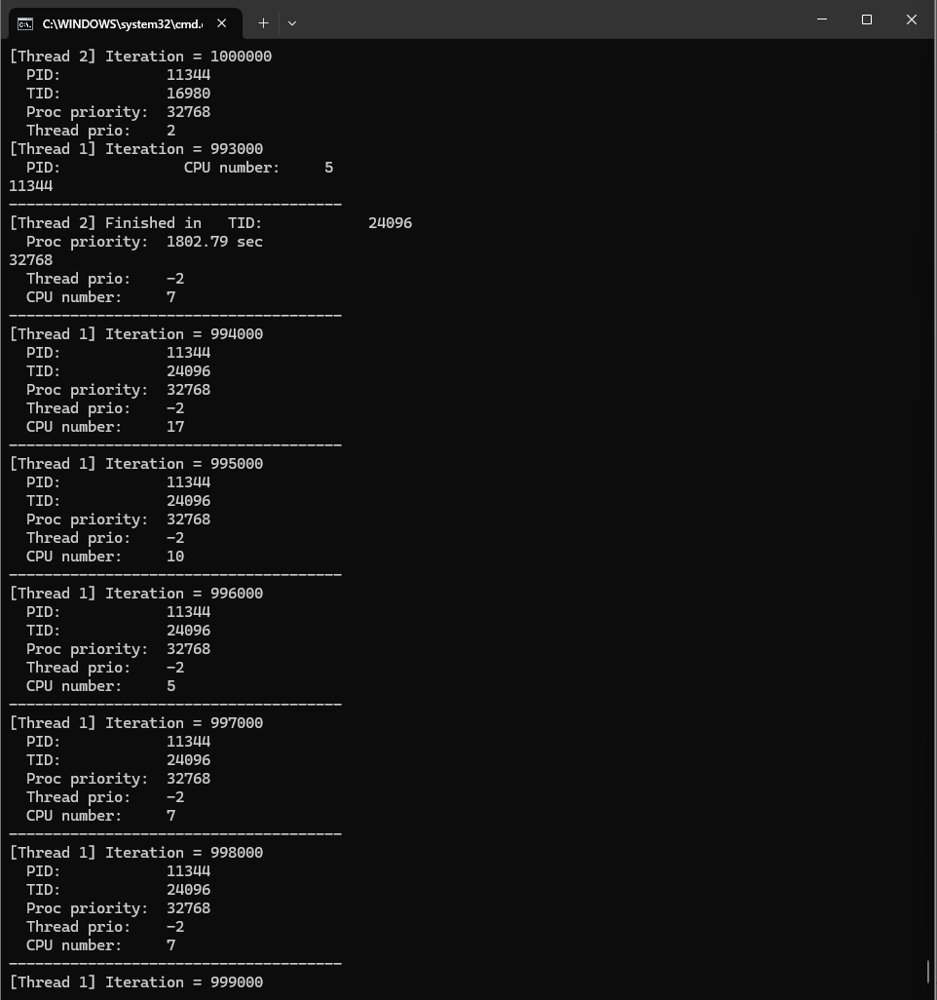 C:\WINDOWS\system32\cmd.
[Thread 2] Iteration = 1000000
  PID:            11344
  TID:            16980
  Proc priority:  32768
  Thread prio:    2
[Thread 1] Iteration = 993000
  PID:              CPU number:     5
11344
--------------------------------------
[Thread 2] Finished in   TID:            24096
  Proc priority:  1802.79 sec
32768
  Thread prio:    -2
  CPU number:     7
--------------------------------------
[Thread 1] Iteration = 994000
  PID:            11344
  TID:            24096
  Proc priority:  32768
  Thread prio:    -2
  CPU number:     17
--------------------------------------
[Thread 1] Iteration = 995000
  PID:            11344
  TID:            24096
  Proc priority:  32768
  Thread prio:    -2
  CPU number:     10
--------------------------------------
[Thread 1] Iteration = 996000
  PID:            11344
  TID:            24096
  Proc priority:  32768
  Thread prio:    -2
  CPU number:     5
--------------------------------------
[Thread 1] Iteration = 997000
  PID:            11344
  TID:            24096
  Proc priority:  32768
  Thread prio:    -2
  CPU number:     7
--------------------------------------
[Thread 1] Iteration = 998000
  PID:            11344
  TID:            24096
  Proc priority:  32768
  Thread prio:    -2
  CPU number:     7
--------------------------------------
[Thread 1] Iteration = 999000